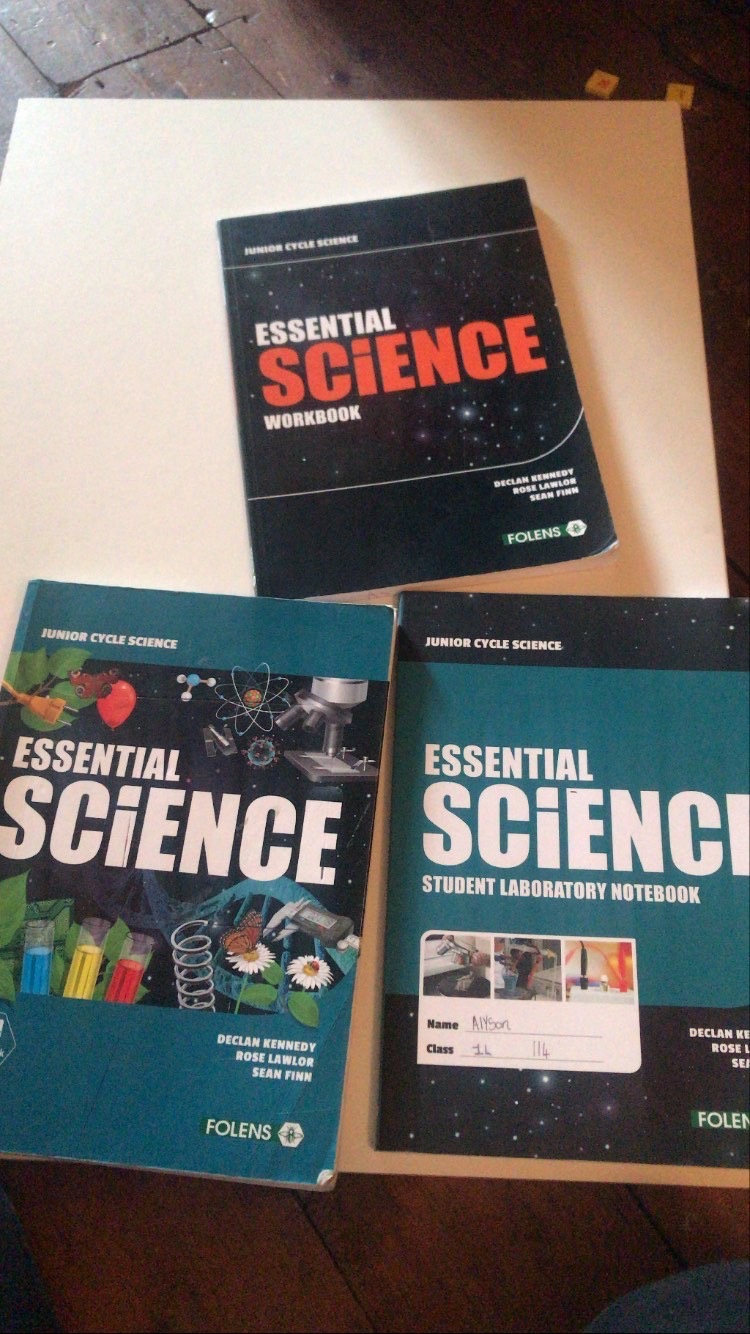 JUNIOR CYCLE SCIENCE
ESSENTIAL
SCiENCE
WORKBOOK
DECLAN KENNEDY
ROSE LAWLOR
SEAN FINN
FOLENS
JUNIOR CYCLE SCIENCE
ESSENTIAL
SCiENCE
DECLAN KENNEDY
ROSE LAWLOR
SEAN FINN
FOLENS
JUNIOR CYCLE SCIENCE
ESSENTIAL
SCiENC
STUDENT LABORATORY NOTEBOOK
Name Alyson
Class 1L
DECLAN KE
ROSE L
SE
FOLEN